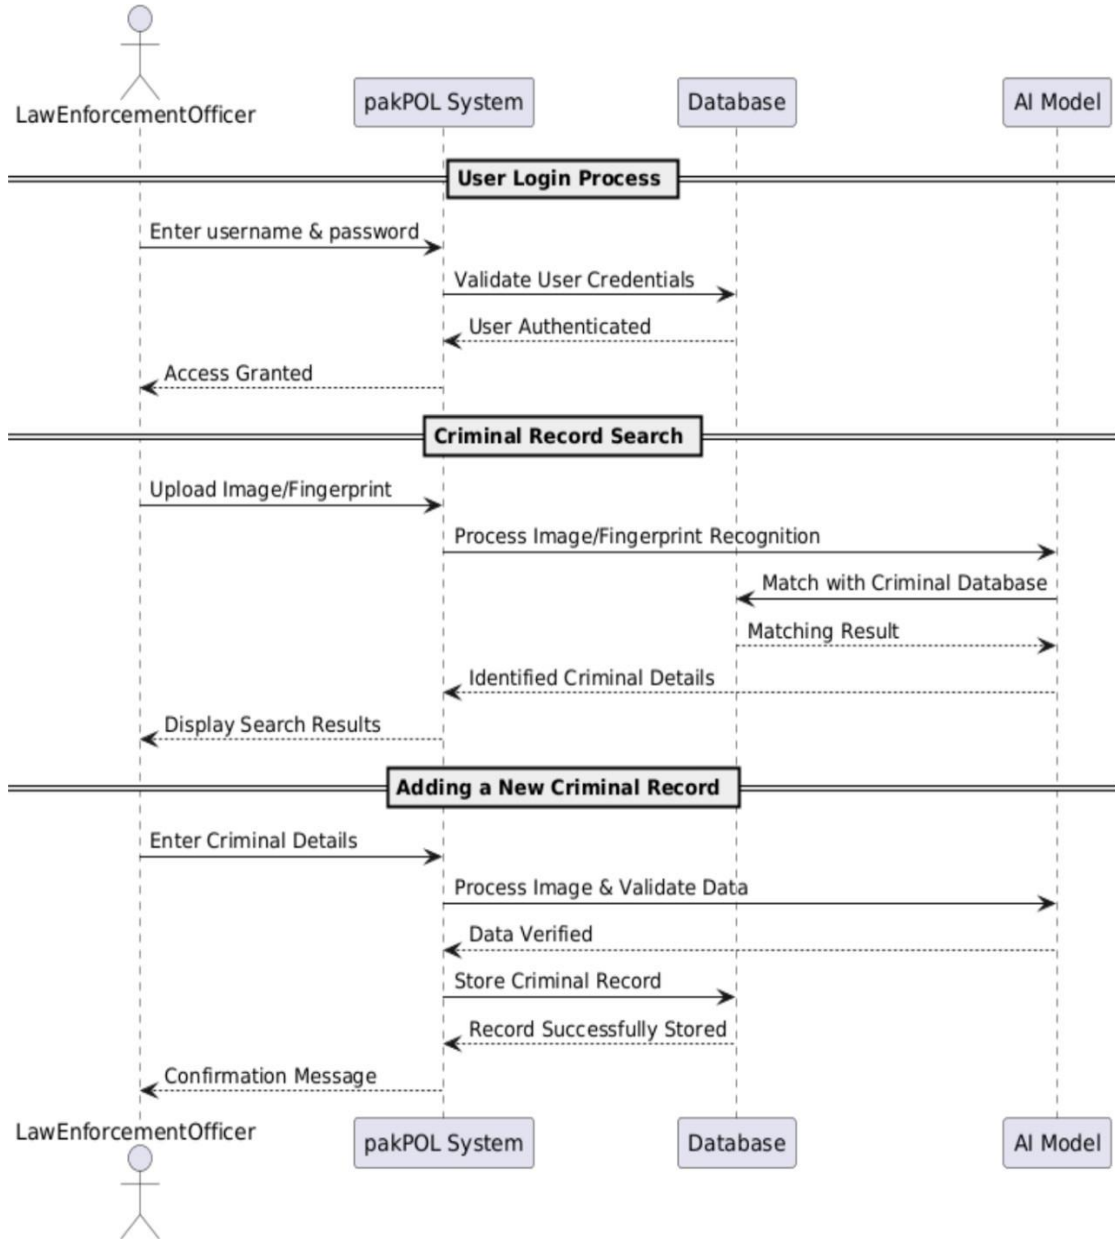 LawEnforcementOfficer
pakPOL System
Database
AI Model
User Login Process
Enter username & password
Validate User Credentials
User Authenticated
Access Granted
Criminal Record Search
Upload Image/Fingerprint
Process Image/Fingerprint Recognition
Match with Criminal Database
Matching Result
Identified Criminal Details
Display Search Results
Adding a New Criminal Record
Enter Criminal Details
Process Image & Validate Data
Data Verified
Store Criminal Record
Record Successfully Stored
Confirmation Message
LawEnforcementOfficer
pakPOL System
Database
AI Model